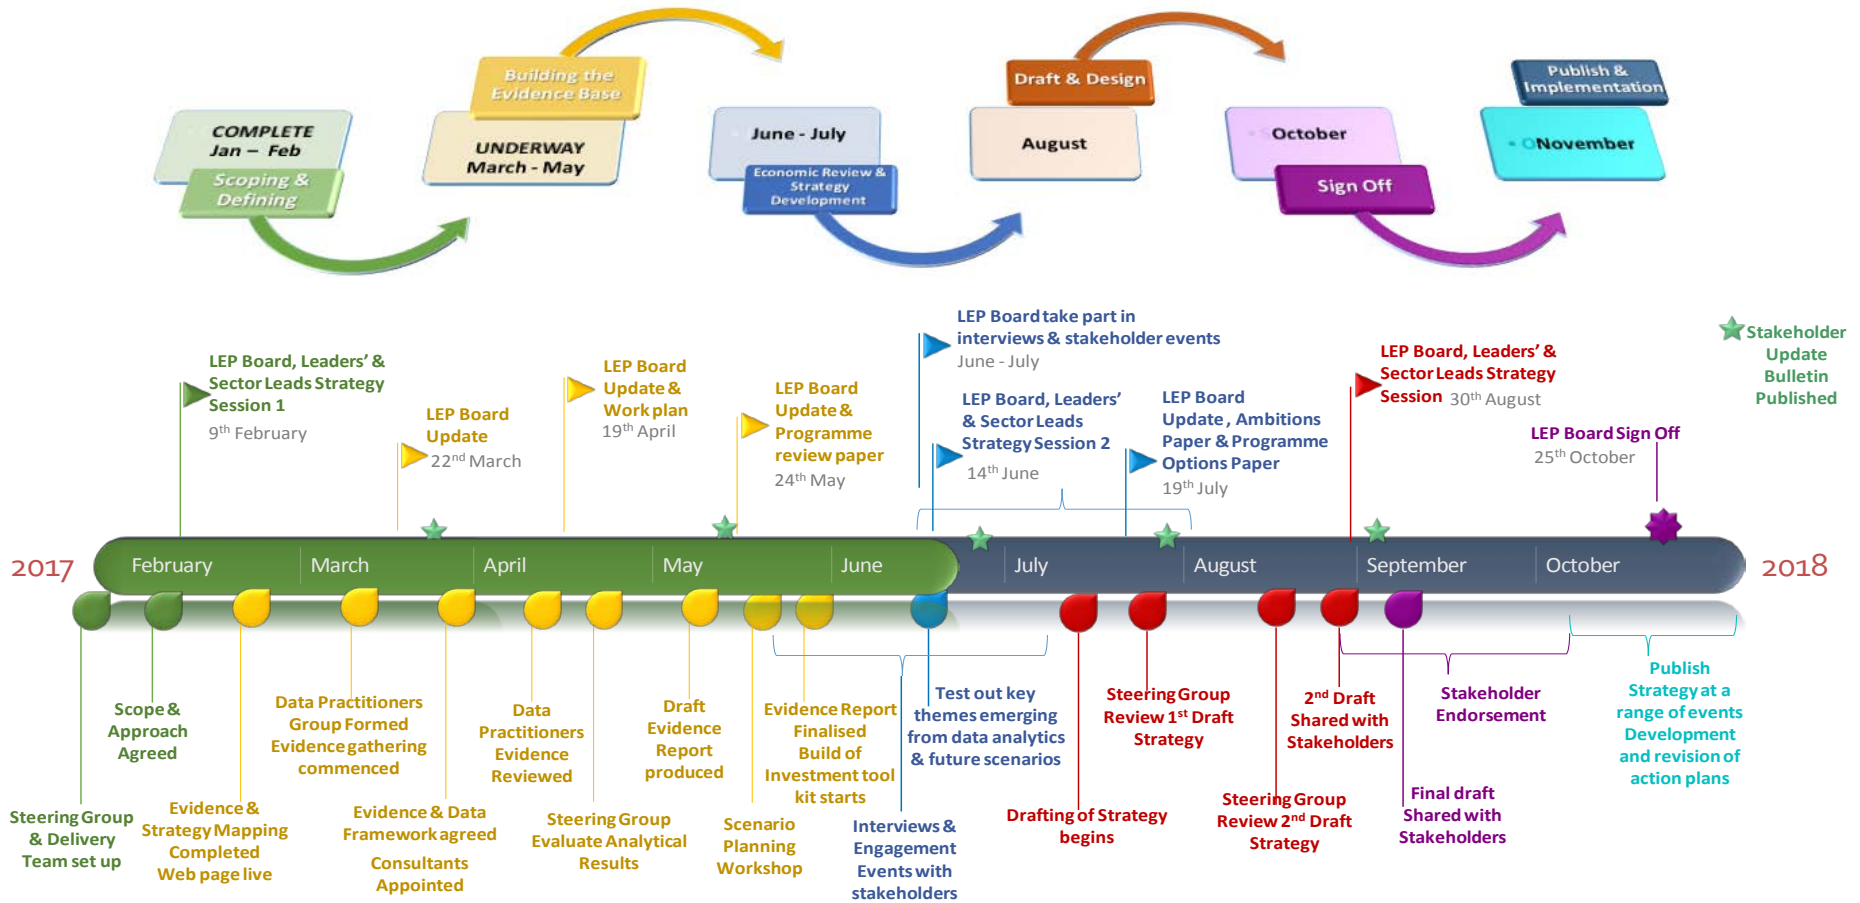 Building the
Evidence Base
Draft & Design
Publish &
Implementation
COMPLETE
Jan – Feb
UNDERWAY
March - May
June - July
August
October
November
Scoping &
Defining
Economic Review &
Strategy
Development
Sign Off
LEP Board, Leaders’ &
Sector Leads Strategy
Session 1
9th February
LEP Board
Update
22nd March
LEP Board
Update &
Work plan
19th April
LEP Board
Update &
Programme
review paper
24th May
LEP Board take part in
interviews & stakeholder events
June - July
LEP Board, Leaders’
& Sector Leads
Strategy Session 2
14th June
LEP Board
Update , Ambitions
Paper & Programme
Options Paper
19th July
LEP Board, Leaders’ &
Sector Leads Strategy
Session 30th August
LEP Board Sign Off
25th October
Stakeholder
Update
Bulletin
Published
2017
February
March
April
May
June
July
August
September
October
2018
Steering Group
& Delivery
Team set up
Scope &
Approach
Agreed
Evidence &
Strategy Mapping
Completed
Web page live
Data Practitioners
Group Formed
Evidence gathering
commenced
Evidence & Data
Framework agreed
Consultants
Appointed
Data
Practitioners
Evidence
Reviewed
Steering Group
Evaluate Analytical
Results
Draft
Evidence
Report
produced
Scenario
Planning
Workshop
Evidence Report
Finalised
Build of
Investment tool
kit starts
Interviews &
Engagement
Events with
stakeholders
Test out key
themes emerging
from data analytics
& future scenarios
Drafting of Strategy
begins
Steering Group
Review 1st Draft
Strategy
Steering Group
Review 2nd Draft
Strategy
2nd Draft
Shared with
Stakeholders
Final draft
Shared with
Stakeholders
Stakeholder
Endorsement
Publish
Strategy at a
range of events
Development
and revision of
action plans